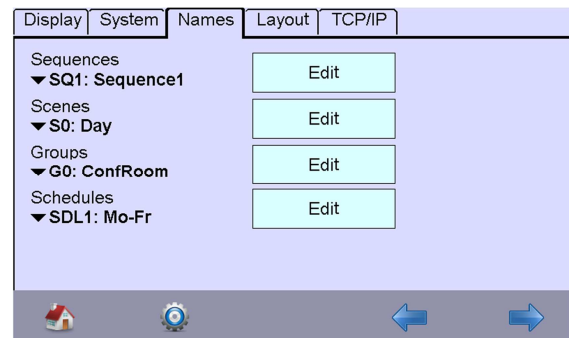 Display System Names Layout TCP/IP
Sequences
SQ1: Sequence1
Edit
Scenes
S0: Day
Edit
Groups
G0: ConfRoom
Edit
Schedules
SDL1: Mo-Fr
Edit